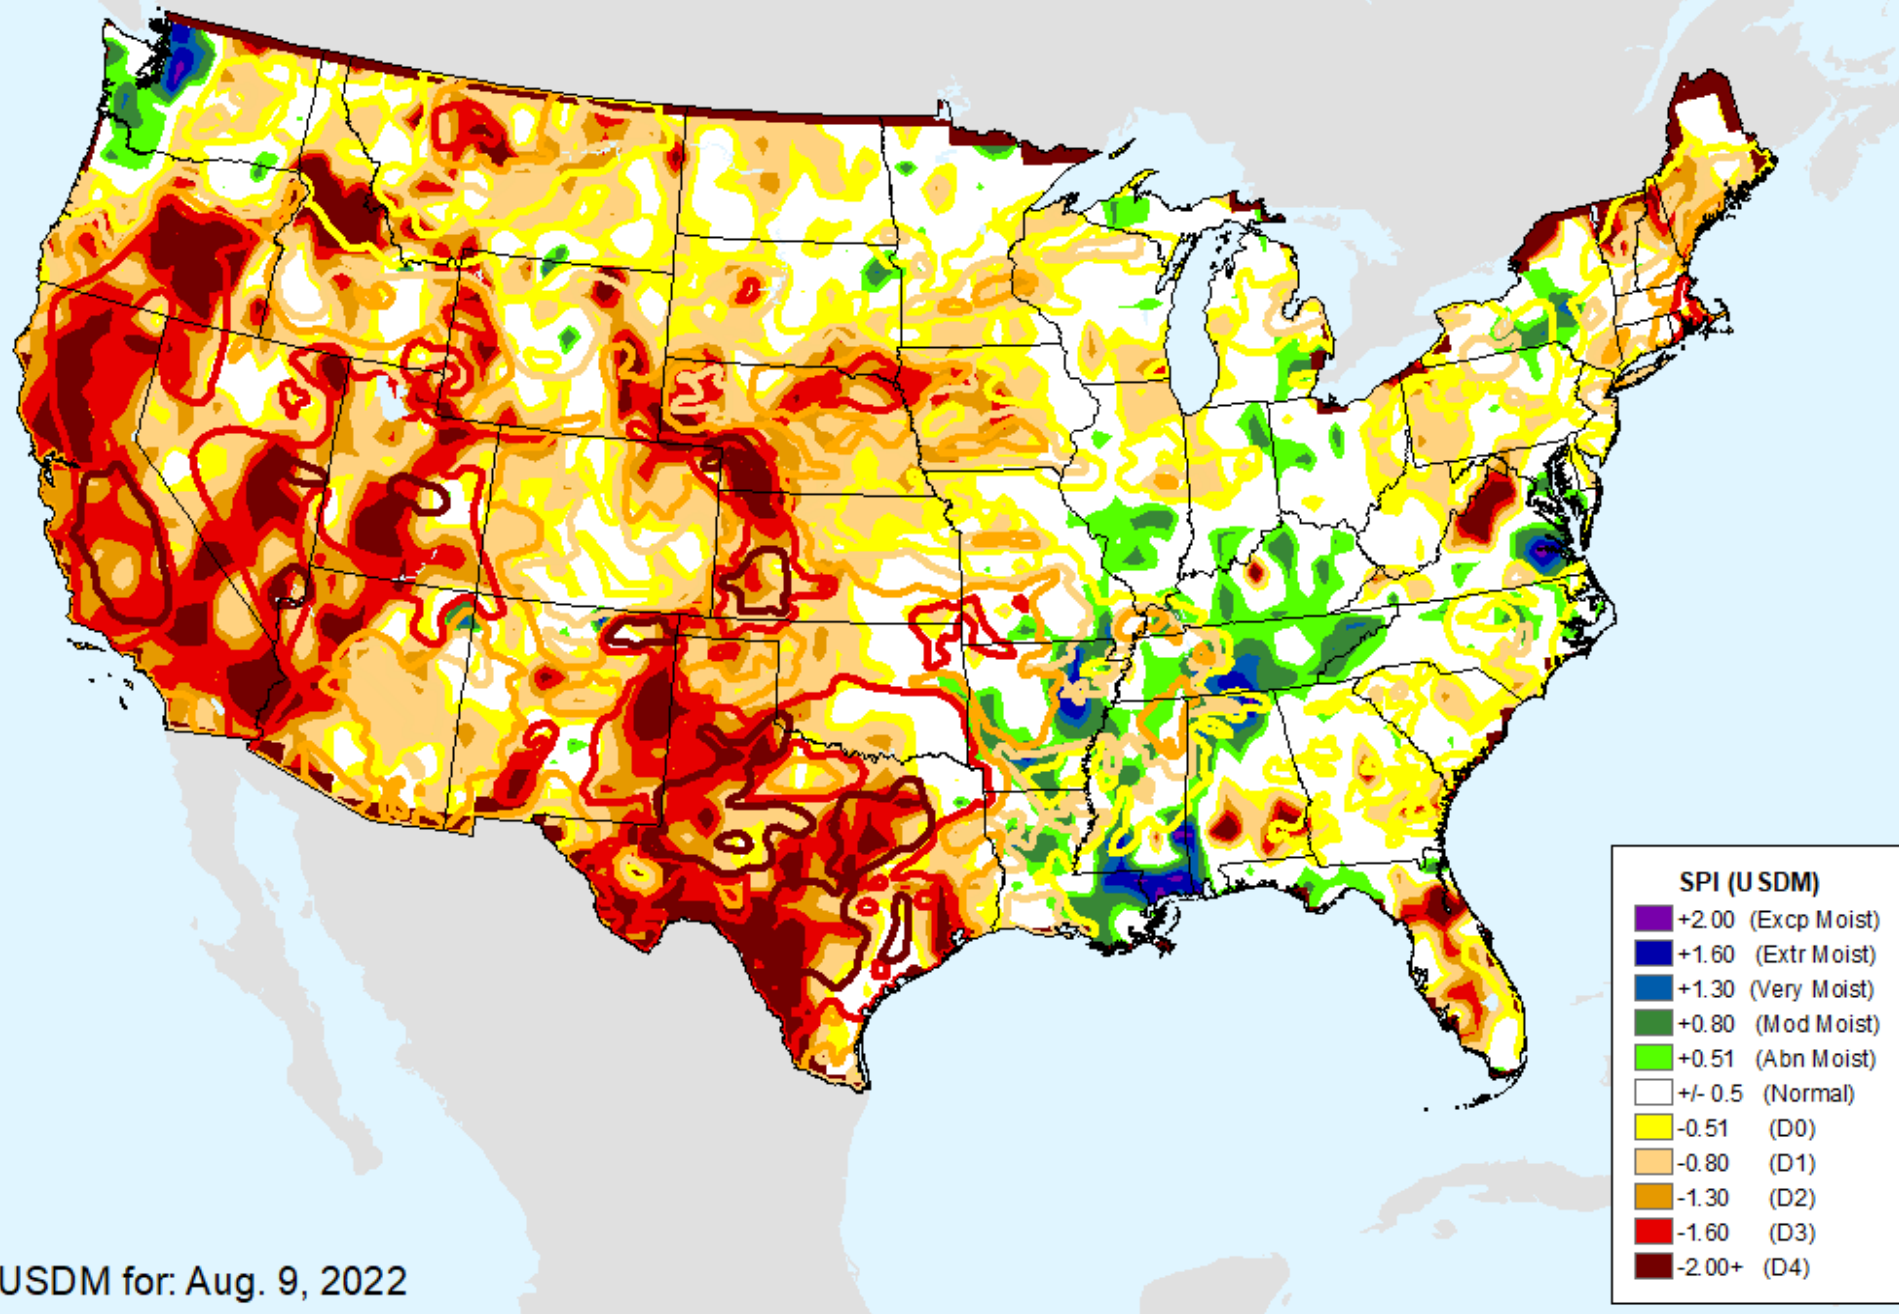 SPI (USDM)
+2.00 (Excp Moist)
+1.60 (Extr Moist)
+1.30 (Very Moist)
+0.80 (Mod Moist)
+0.51 (Abn Moist)
+/- 0.5 (Normal)
-0.51 (D0)
-0.80 (D1)
-1.30 (D2)
-1.60 (D3)
-2.00+ (D4)
USDM for: Aug. 9, 2022